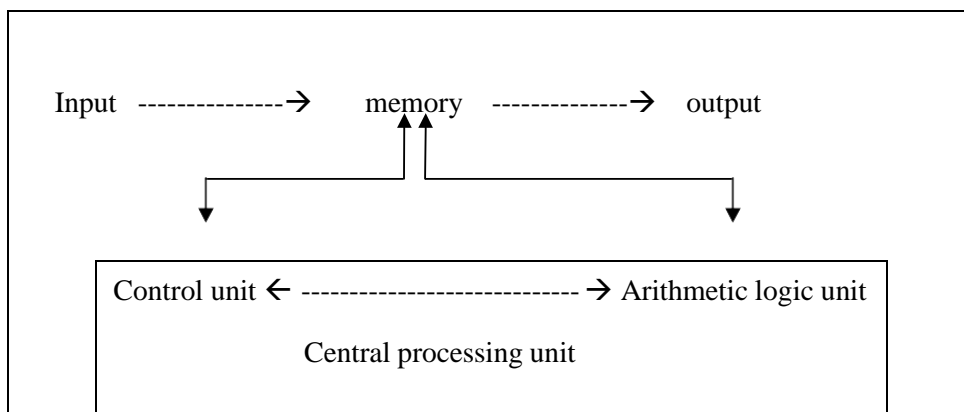 Input ---------------→ memory --------------→ output
Control unit ← ----------------------------- → Arithmetic logic unit
Central processing unit